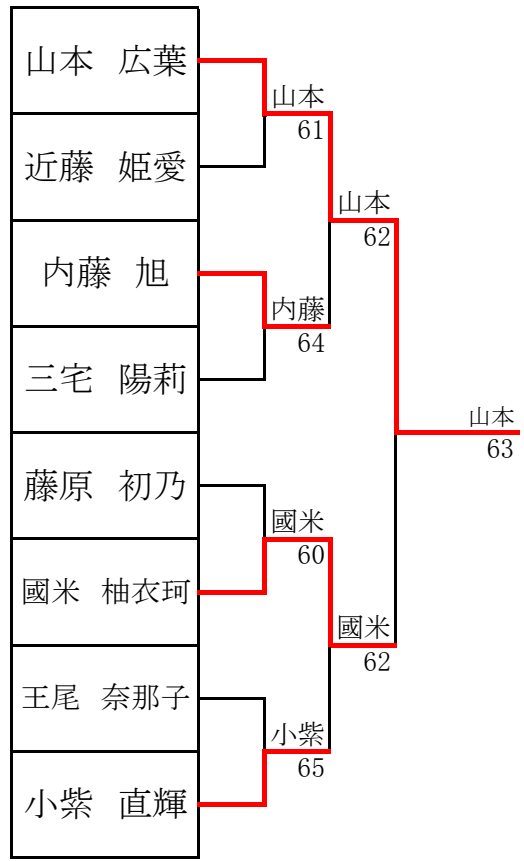 山本 広葉
近藤 姫愛
内藤 旭
三宅 陽莉
藤原 初乃
國米 柚衣珂
王尾 奈那子
小紫 直輝
山本
61
内藤
64
國米
60
小紫
65
山本
62
國米
62
山本
63